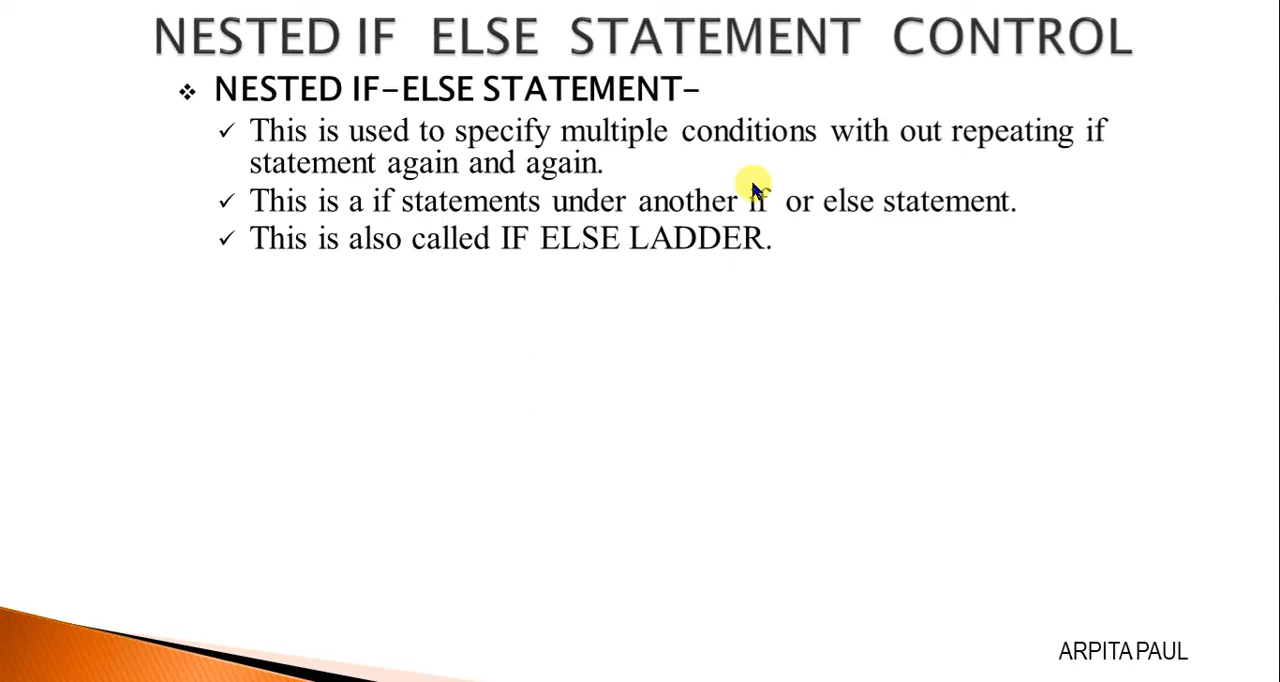 NESTED IF ELSE STATEMENT CONTROL
NESTED IF-ELSE STATEMENT-
This is used to specify multiple conditions with out repeating if
statement again and again.
This is a if statements under another if or else statement.
This is also called IF ELSE LADDER.
ARPITA PAUL